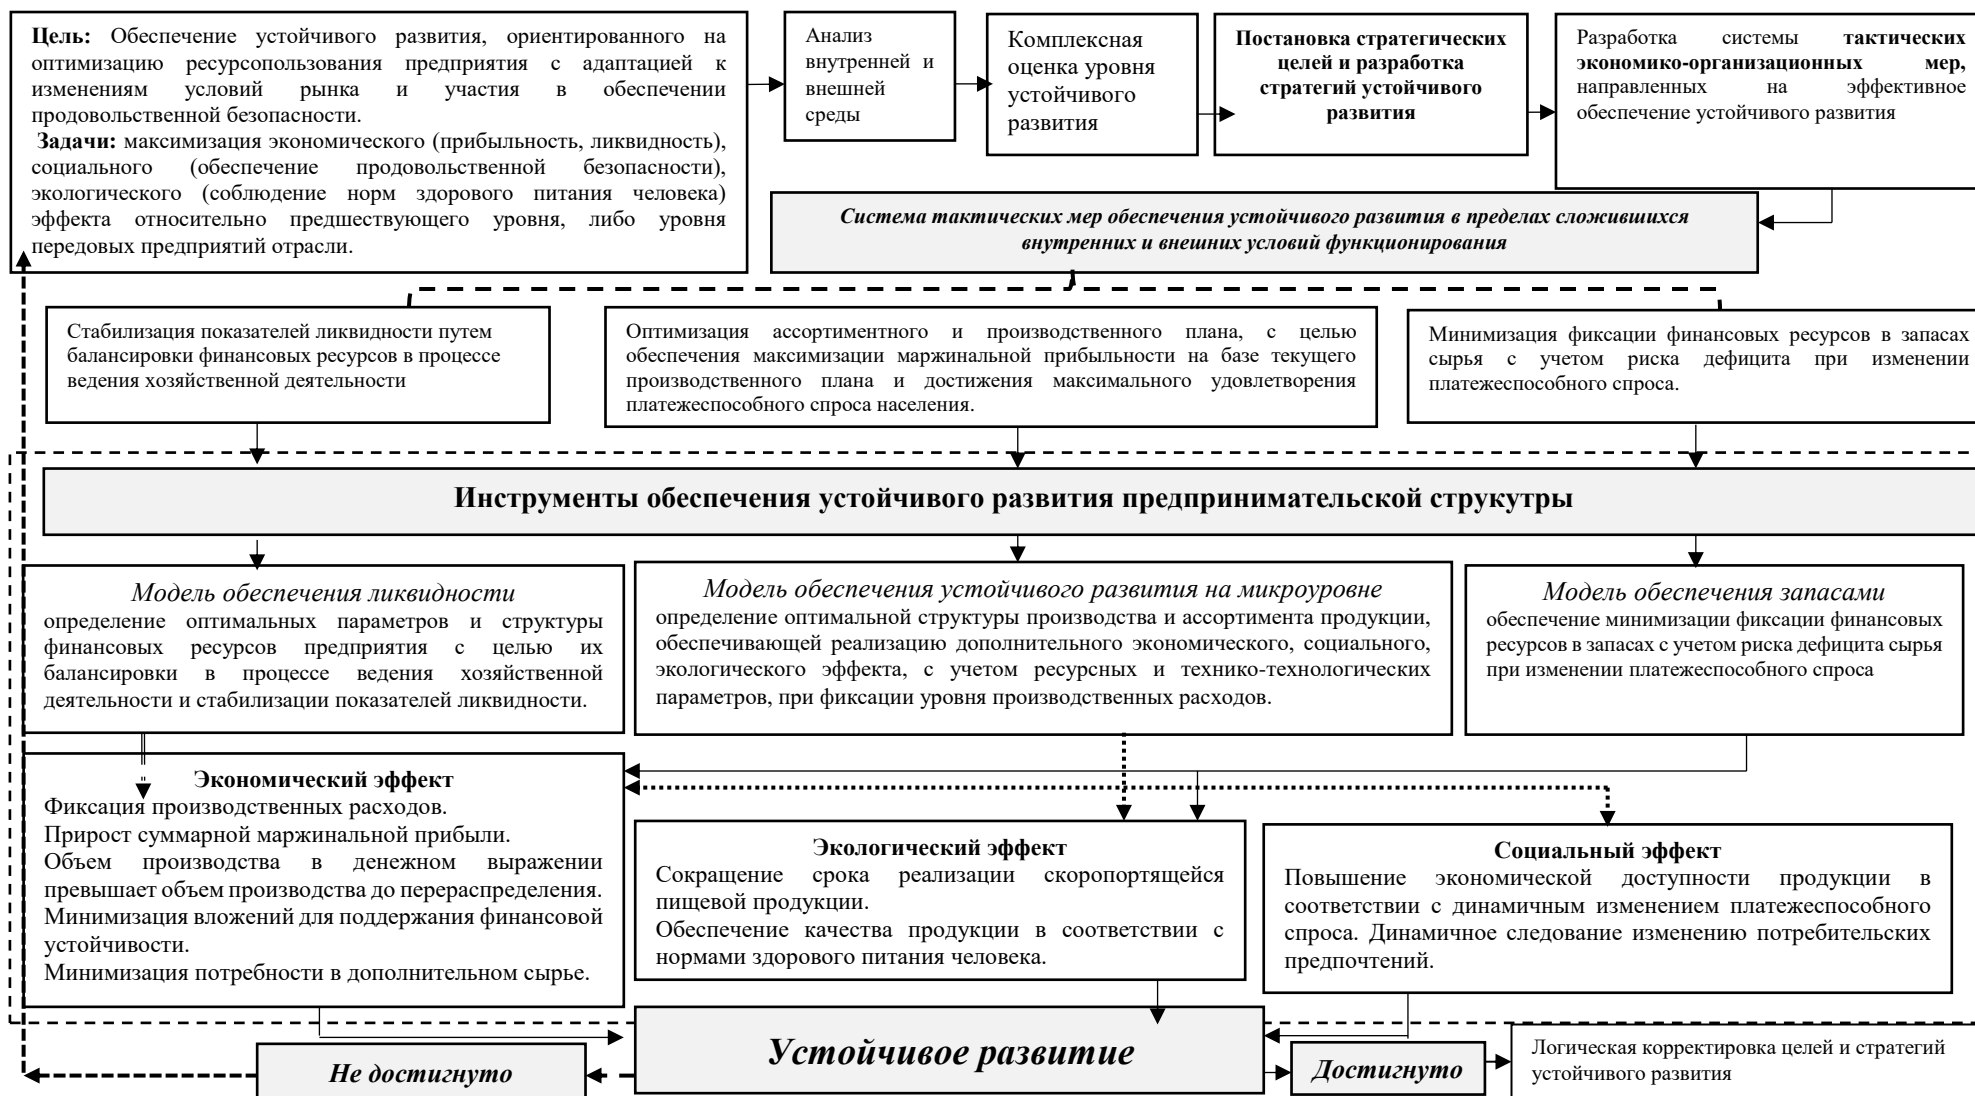 Цель: Обеспечение устойчивого развития, ориентированного на
оптимизацию ресурсопользования предприятия с адаптацией к
изменениям условий рынка и участия в обеспечении
продовольственной безопасности.
Задачи: максимизация экономического (прибыльность, ликвидность),
социального (обеспечение продовольственной безопасности),
экологического (соблюдение норм здорового питания человека)
эффекта относительно предшествующего уровня, либо уровня
передовых предприятий отрасли.
Анализ
внутренней и
внешней
среды
Комплексная
оценка уровня
устойчивого
развития
Постановка стратегических
целей и разработка
стратегий устойчивого
развития
Разработка системы тактических
экономико-организационных мер,
направленных на эффективное
обеспечение устойчивого развития
Система тактических мер обеспечения устойчивого развития в пределах сложившихся
внутренних и внешних условий функционирования
Стабилизация показателей ликвидности путем
балансировки финансовых ресурсов в процессе
ведения хозяйственной деятельности
Оптимизация ассортиментного и производственного плана, с целью
обеспечения максимизации маржинальной прибыльности на базе текущего
производственного плана и достижения максимального удовлетворения
платежеспособного спроса населения.
Минимизация фиксации финансовых ресурсов в запасах
сырья с учетом риска дефицита при изменении
платежеспособного спроса.
Инструменты обеспечения устойчивого развития предпринимательской струкутры
Модель обеспечения ликвидности
определение оптимальных параметров и структуры
финансовых ресурсов предприятия с целью их
балансировки в процессе ведения хозяйственной
деятельности и стабилизации показателей ликвидности.
Модель обеспечения устойчивого развития на микроуровне
определение оптимальной структуры производства и ассортимента продукции,
обеспечивающей реализацию дополнительного экономического, социального,
экологического эффекта, с учетом ресурсных и технико-технологических
параметров, при фиксации уровня производственных расходов.
Модель обеспечения запасами
обеспечение минимизации фиксации финансовых
ресурсов в запасах с учетом риска дефицита сырья
при изменении платежеспособного спроса
Экономический эффект
Фиксация производственных расходов.
Прирост суммарной маржинальной прибыли.
Объем производства в денежном выражении
превышает объем производства до перераспределения.
Минимизация вложений для поддержания финансовой
устойчивости.
Минимизация потребности в дополнительном сырье.
Экологический эффект
Сокращение срока реализации скоропортящейся
пищевой продукции.
Обеспечение качества продукции в соответствии с
нормами здорового питания человека.
Социальный эффект
Повышение экономической доступности продукции в
соответствии с динамичным изменением платежеспособного
спроса. Динамичное следование изменению потребительских
предпочтений.
Устойчивое развитие
Не достигнуто
Достигнуто
Логическая корректировка целей и стратегий
устойчивого развития